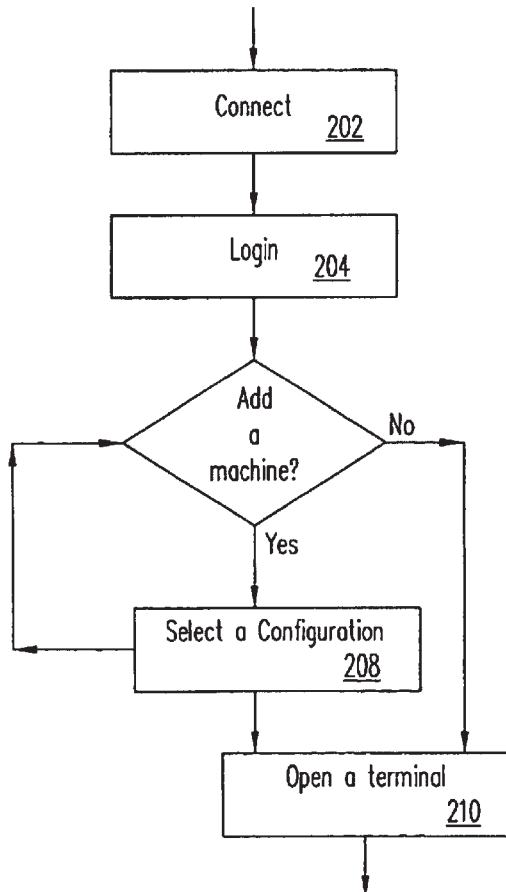 Connect
202
Login
204
Add
a
machine?
No
Yes
Select a Configuration
208
Open a terminal
210